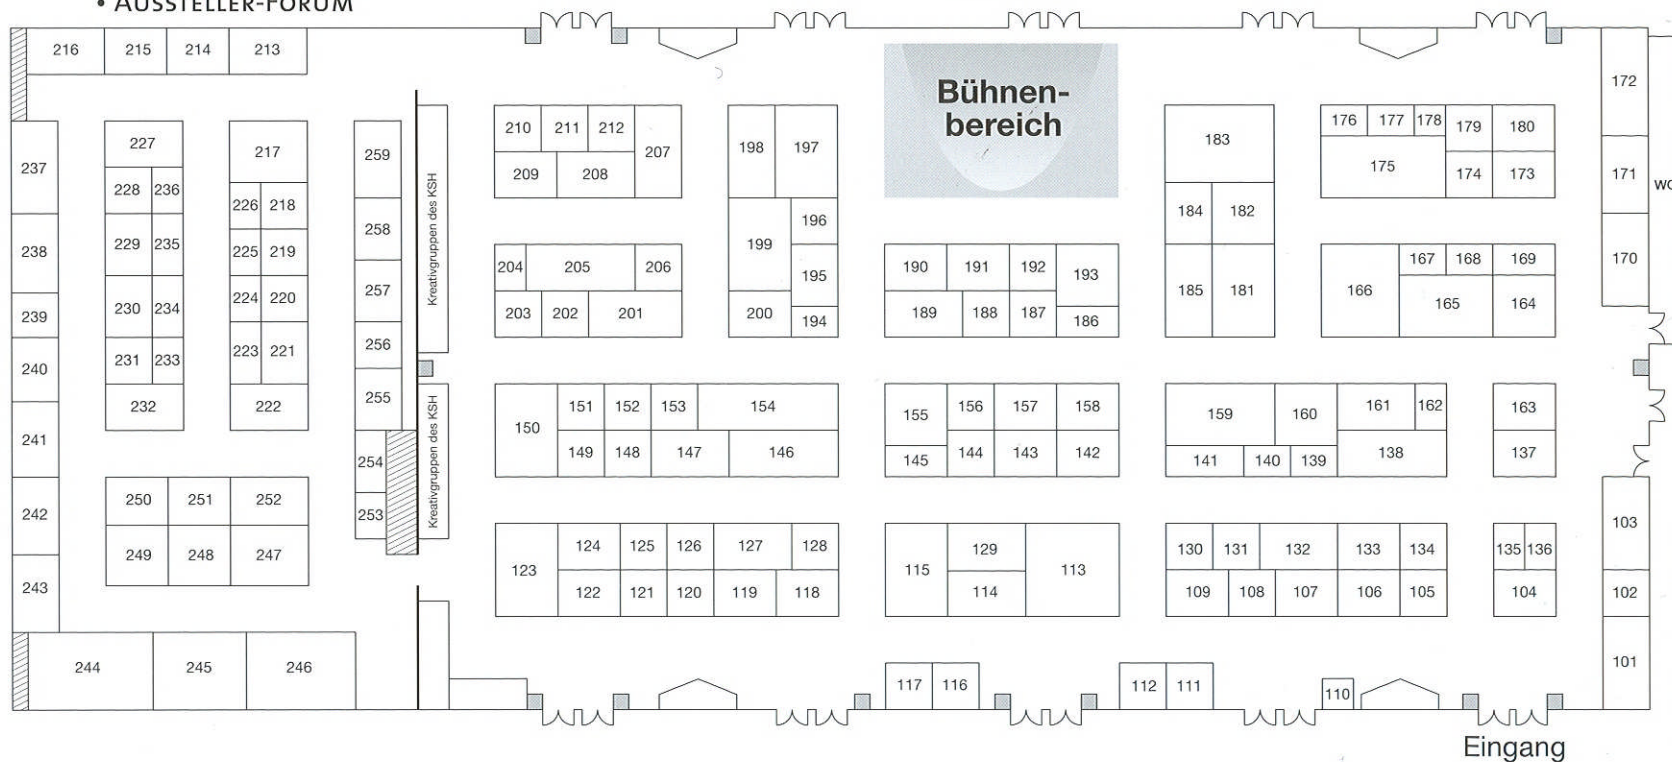 • AUSSTELLER-FORUM
216 215 214 213
Bühnen-
bereich
172
210 211 212
176 177 178 179 180
227 217 259
237
198 197
183
207
209 208
175 174 173
171
wo
228 236 226 218
Kreativgruppen des KSH
184 182
196
229 235 225 219 258
238
199
204 205 206
190 191 192 193
167 168 169
170
195
185 181
166
230 234 224 220 257
239
203 202 201
200 194
189 188 187 186
165 164
231 233 223 221 256
240
232 222 255
150 151 152 153 154
155 156 157 158
159 160 161 162
163
241
149 148 147 146
145 144 143 142
141 140 139 138
137
254
Kreativgruppen des KSH
253
250 251 252
242
103
249 248 247
123 124 125 126 127 128
115 129 113
130 131 132 133 134
135 136
243
122 121 120 119 118
114
109 108 107 106 105
104
102
244 245 246
117 116
112 111
110
101
Eingang